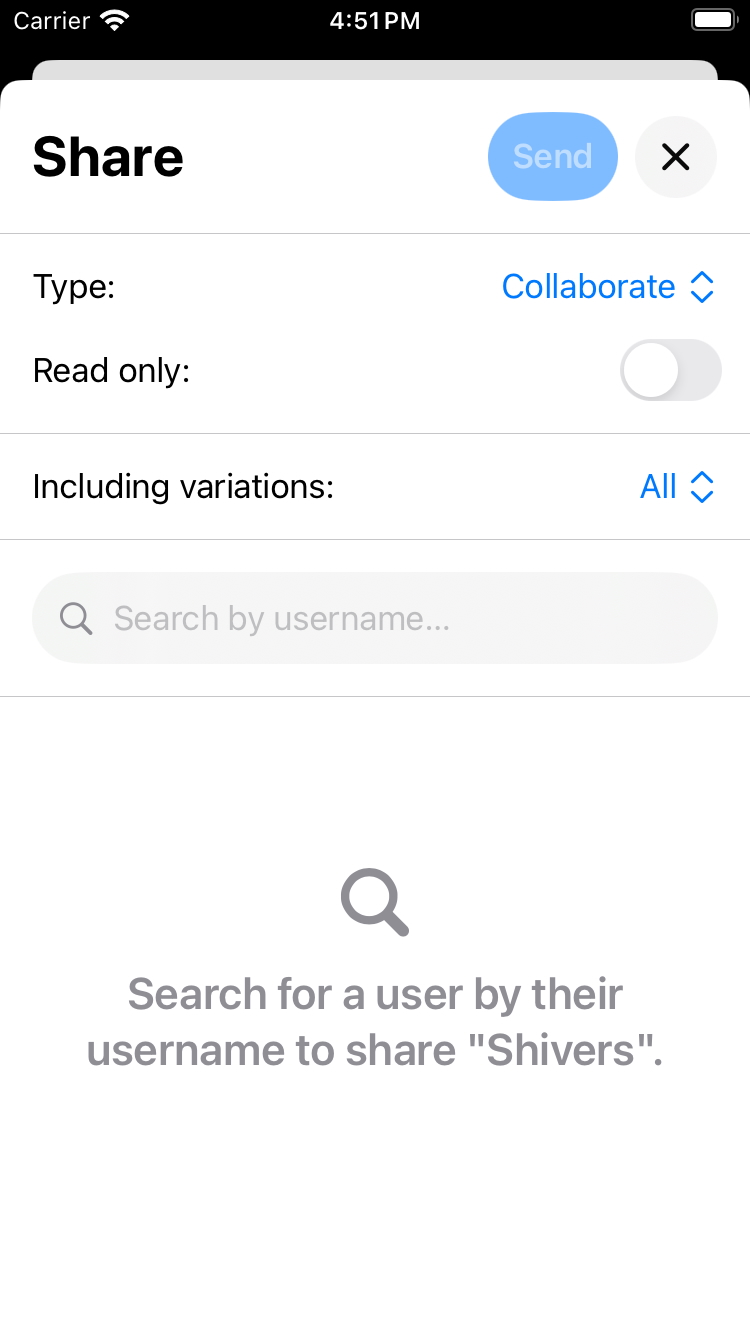 Carrier 4:51 PM
Share Send
Type: Collaborate
Read only:
Including variations: All
Search by username...
Search for a user by their
username to share "Shivers".